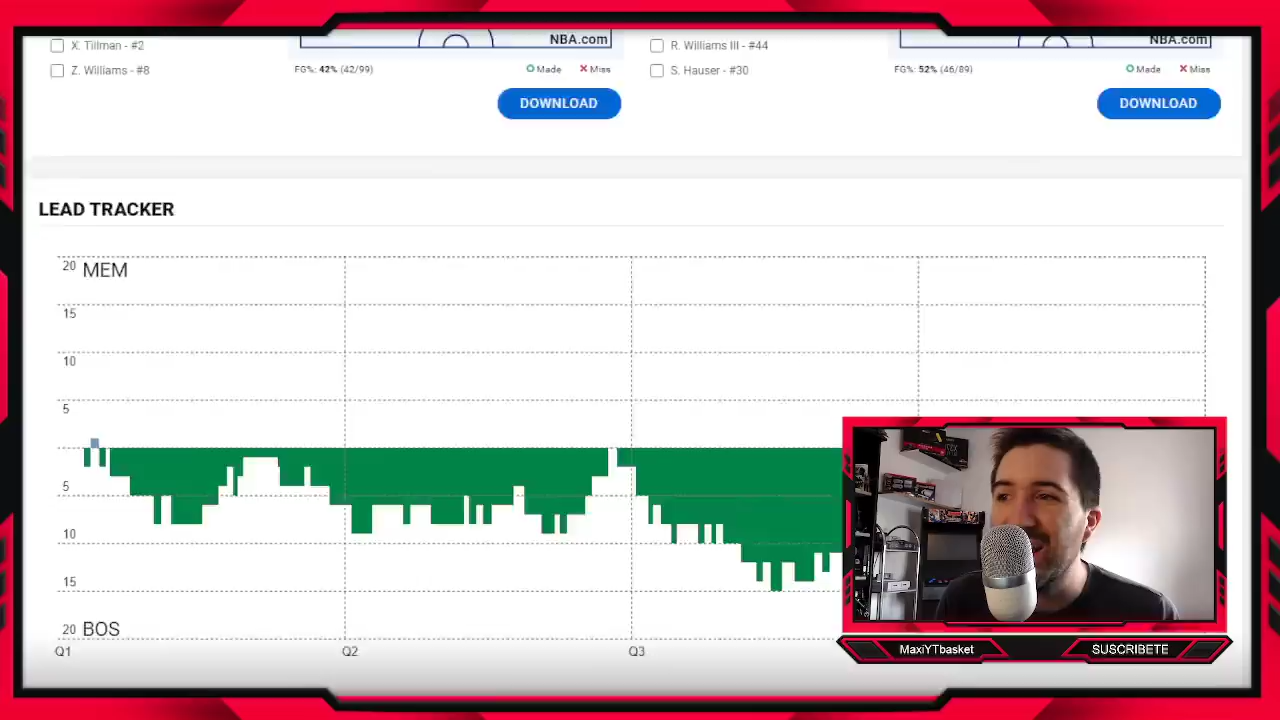 X. Tillman - #2
NBA.com
R. Williams III - #44
NBA.com
Z. Williams - #8
FG%: 42% (42/99)
Made
Miss
S. Hauser - #30
FG%: 52% (46/89)
Made
Miss
DOWNLOAD
DOWNLOAD
LEAD TRACKER
20
MEM
15
10
5
5
10
15
20
BOS
Q1
Q2
Q3
MaxiYTbasket
SUSCRIBETE